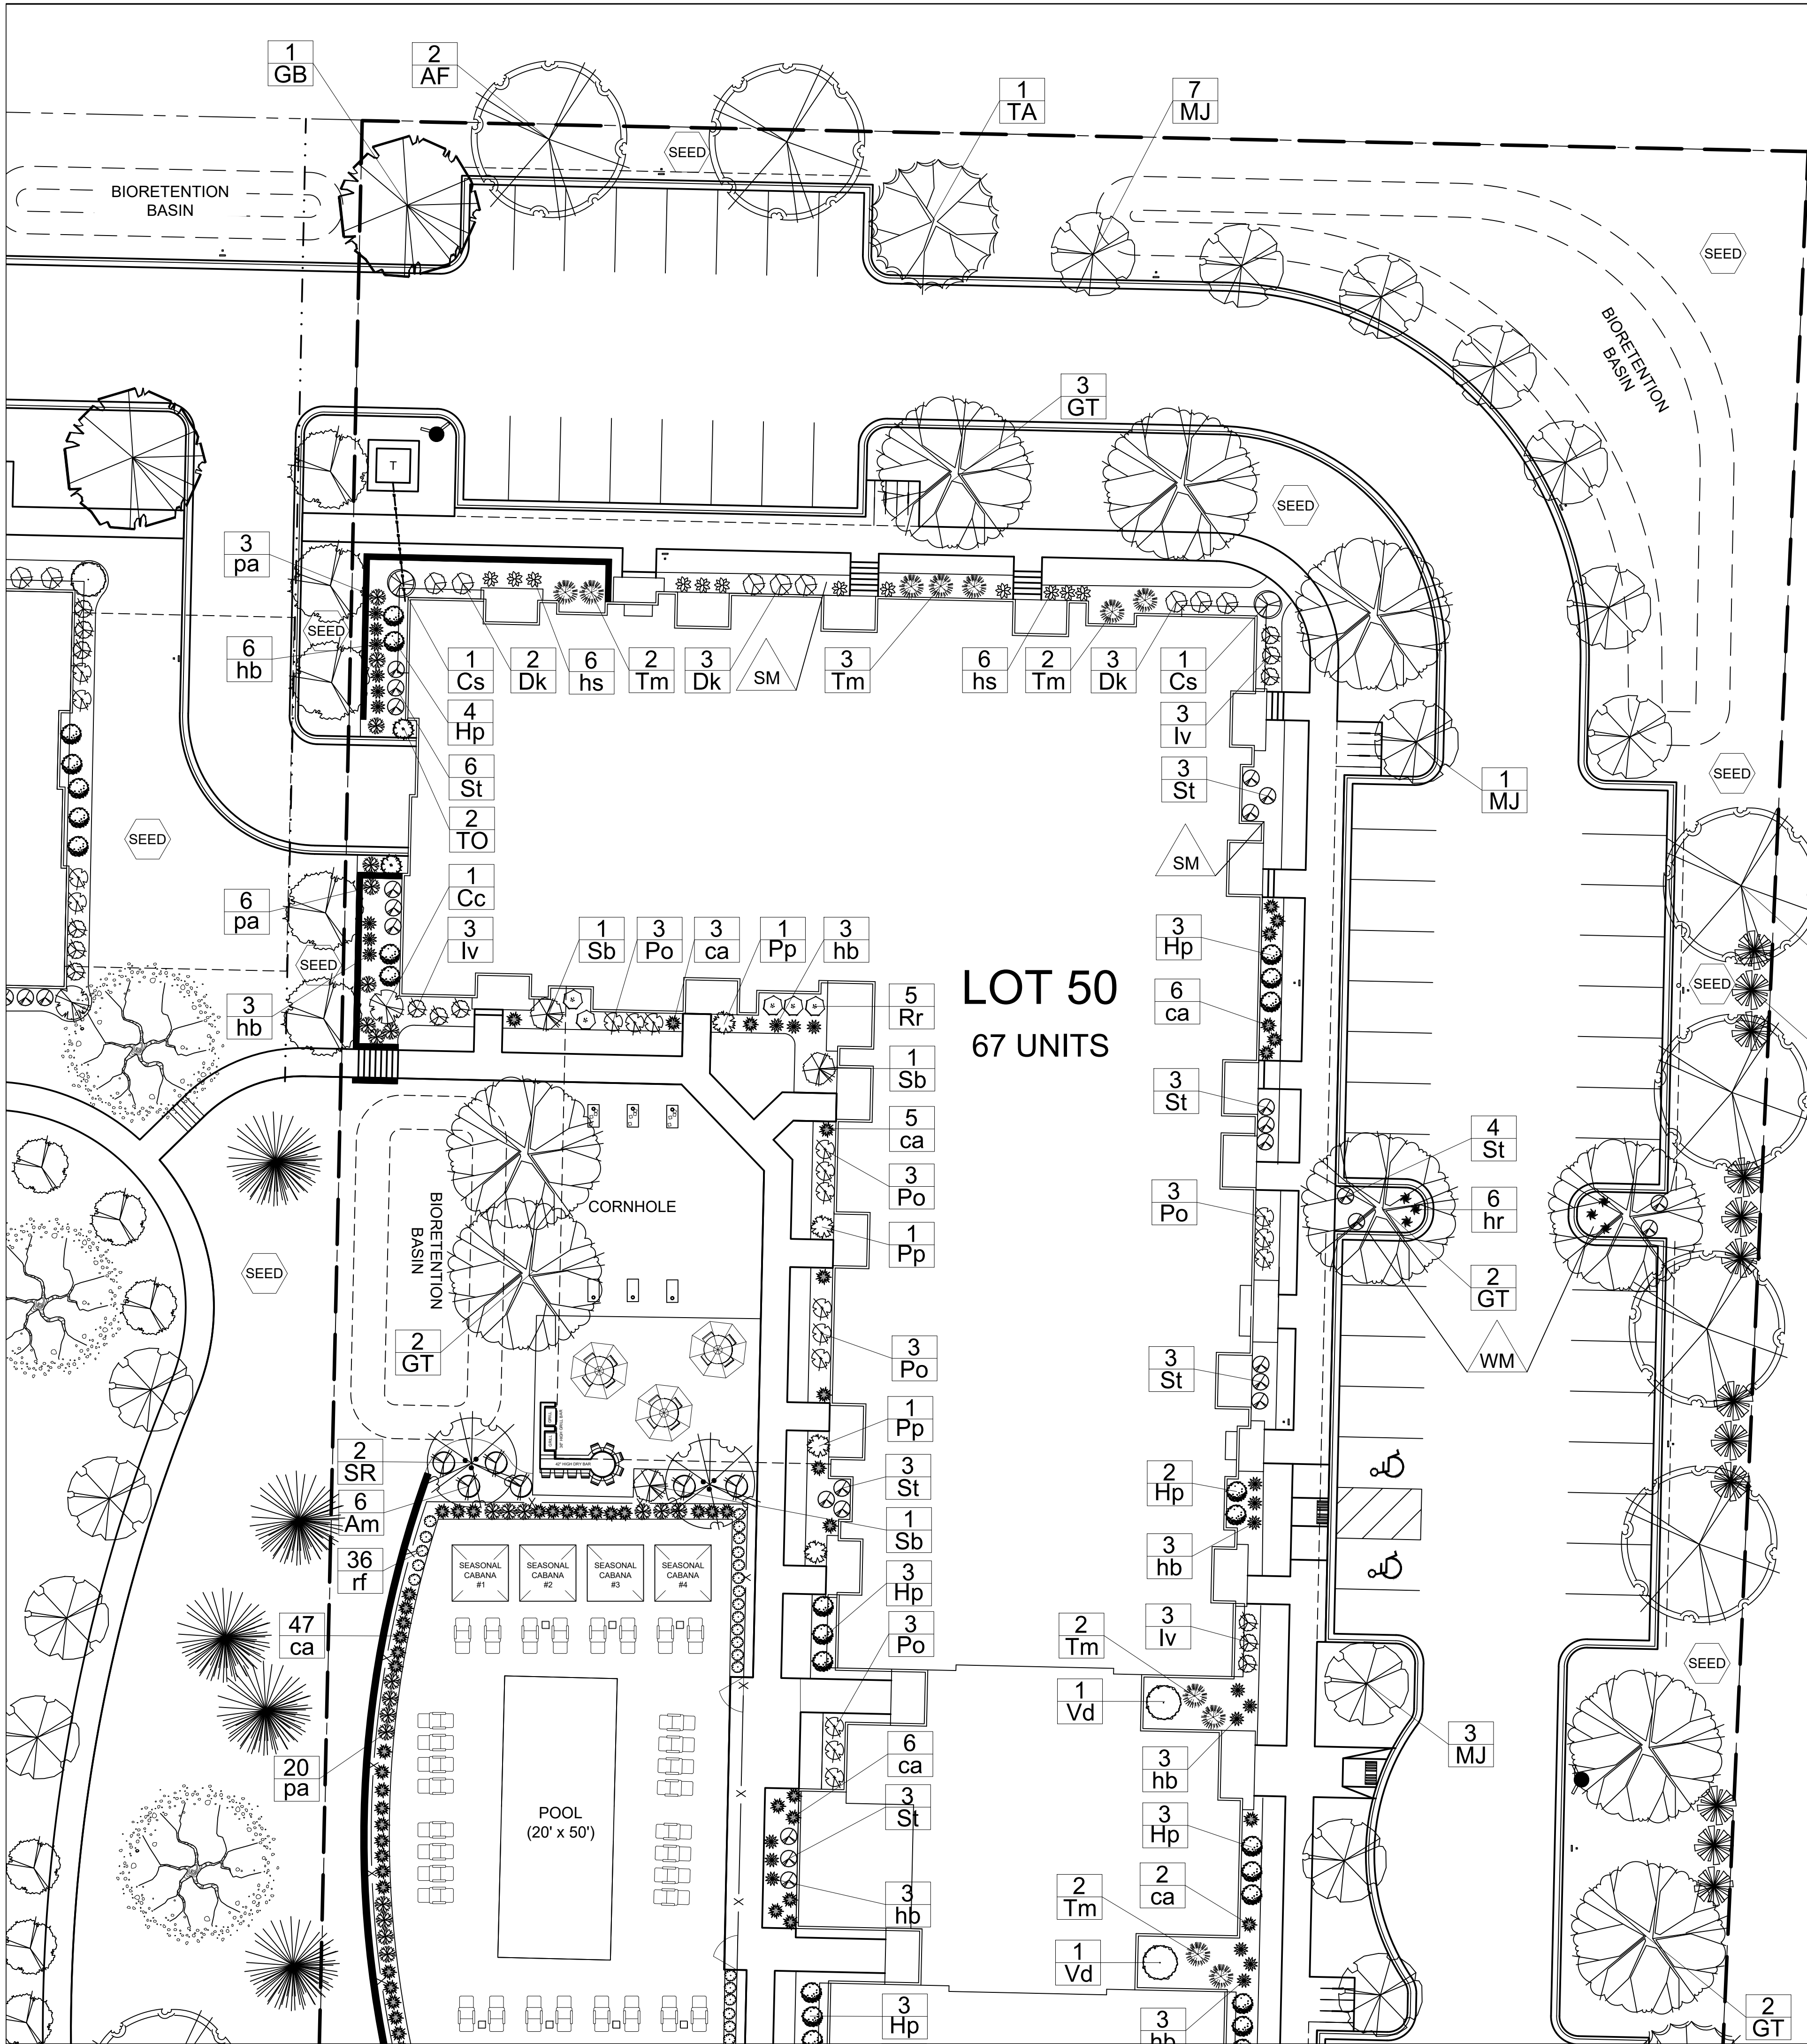 1
GB
2
AF
1
TA
7
MJ
SEED
BIORETENTION
BASIN
SEED
BIORETENTION
BASIN
3
GT
T
SEED
3
pa
SEED
6
hb
1
Cs
2
Dk
6
hs
2
Tm
3
Dk
SM
3
Tm
6
hs
2
Tm
3
Dk
1
Cs
4
Hp
3
Iv
6
St
3
St
1
MJ
SEED
2
TO
SEED
SM
1
Cc
6
pa
3
Iv
1
Sb
3
Po
3
ca
1
Pp
3
hb
3
Hp
SEED
LOT 50
67 UNITS
SEED
3
hb
5
Rr
6
ca
1
Sb
3
St
5
ca
4
St
3
Po
3
Po
6
hr
BIORETENTION
BASIN
CORNHOLE
1
Pp
SEED
2
GT
2
GT
3
Po
3
St
WM
1
Pp
2
SR
42" HIGH DRY BAR
3
St
2
Hp
6
Am
1
Sb
3
hb
36
rf
SEASONAL
CABANA
#1
SEASONAL
CABANA
#2
SEASONAL
CABANA
#3
SEASONAL
CABANA
#4
3
Hp
47
ca
3
Po
2
Tm
3
Iv
SEED
1
Vd
3
MJ
20
pa
6
ca
3
hb
POOL
(20' x 50')
3
St
3
Hp
3
hb
2
Tm
2
ca
1
Vd
3
Hp
3
hb
2
GT
X
X
X
X